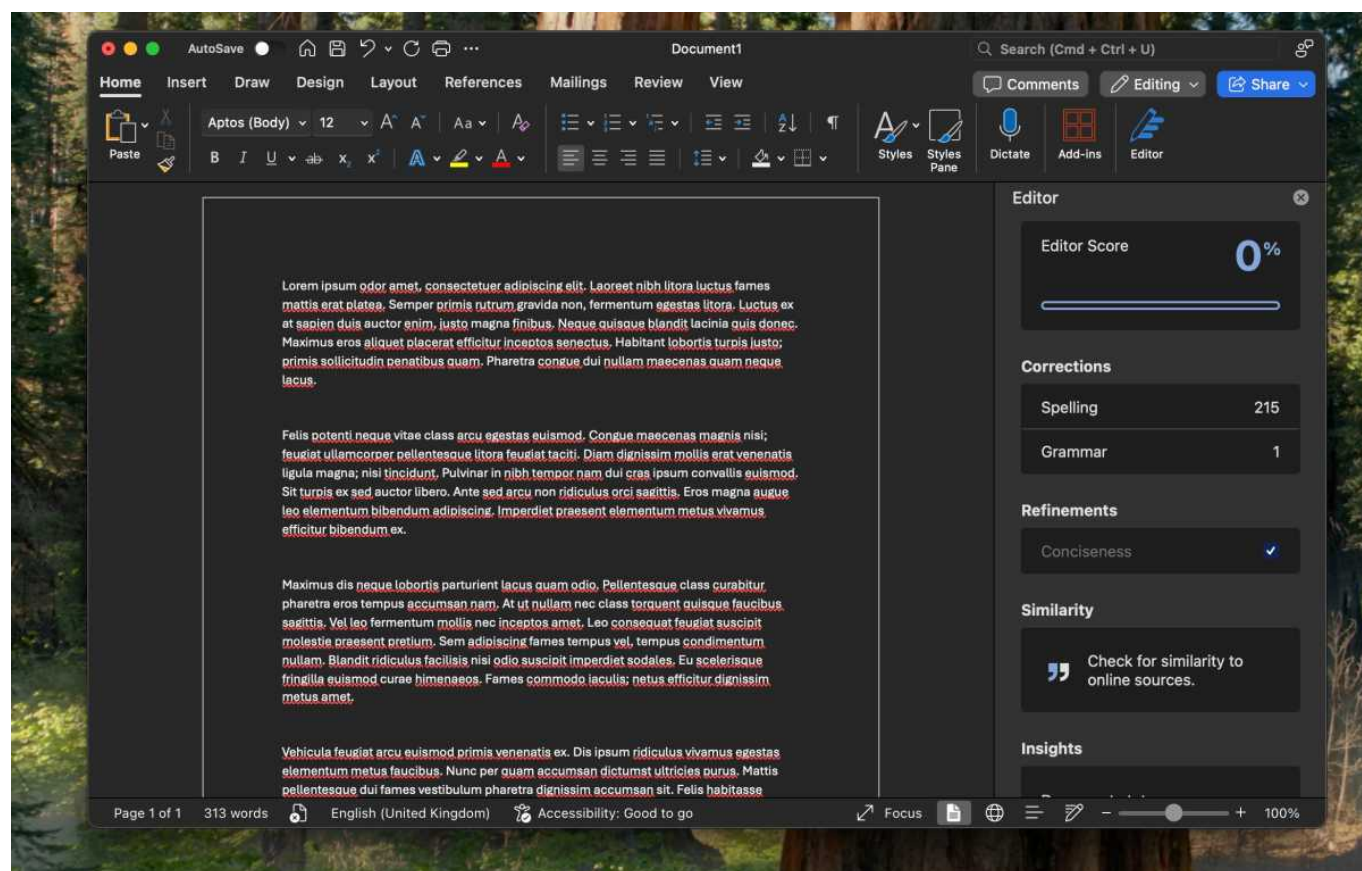 AutoSave
Document1
Search (Cmd + Ctrl + U)
Home Insert Draw Design Layout References Mailings Review View
Comments Editing Share
Paste
Aptos (Body) 12
Styles Styles Pane Dictate Add-ins Editor
Lorem ipsum odor amet, consectetuer adipiscing elit. Laoreet nibh litora luctus fames
mattis erat platea. Semper primis rutrum gravida non, fermentum egestas litora. Luctus ex
at sapien duis auctor enim, justo magna finibus. Neque quisque blandit lacinia quis donec.
Maximus eros aliquet placerat efficitur inceptos senectus. Habitant lobortis turpis justo;
primis sollicitudin penatibus quam. Pharetra congue dui nullam maecenas quam neque
lacus.
Felis potenti neque vitae class arcu egestas euismod. Congue maecenas magnis nisi;
feugiat ullamcorper pellentesque litora feugiat taciti. Diam dignissim mollis erat venenatis
ligula magna; nisi tincidunt. Pulvinar in nibh tempor nam dui cras ipsum convallis euismod.
Sit turpis ex sed auctor libero. Ante sed arcu non ridiculus orci sagittis. Eros magna augue
leo elementum bibendum adipiscing. Imperdiet praesent elementum metus vivamus
efficitur bibendum ex.
Maximus dis neque lobortis parturient lacus quam odio. Pellentesque class curabitur
pharetra eros tempus accumsan nam. At ut nullam nec class torquent quisque faucibus
sagittis. Vel leo fermentum mollis nec inceptos amet. Leo consequat feugiat suscipit
molestie praesent pretium. Sem adipiscing fames tempus vel, tempus condimentum
nullam. Blandit ridiculus facilisis nisi odio suscipit imperdiet sodales. Eu scelerisque
fringilla euismod curae himenaeos. Fames commodo iaculis; netus efficitur dignissim
metus amet.
Vehicula feugiat arcu euismod primis venenatis ex. Dis ipsum ridiculus vivamus egestas
elementum metus faucibus. Nunc per quam accumsan dictumst ultricies purus. Mattis
pellentesque dui fames vestibulum pharetra dignissim accumsan sit. Felis habitasse
Editor
Editor Score 0%
Corrections
Spelling 215
Grammar 1
Refinements
Conciseness
Similarity
Check for similarity to
online sources.
Insights
Page 1 of 1 313 words English (United Kingdom) Accessibility: Good to go Focus 100%